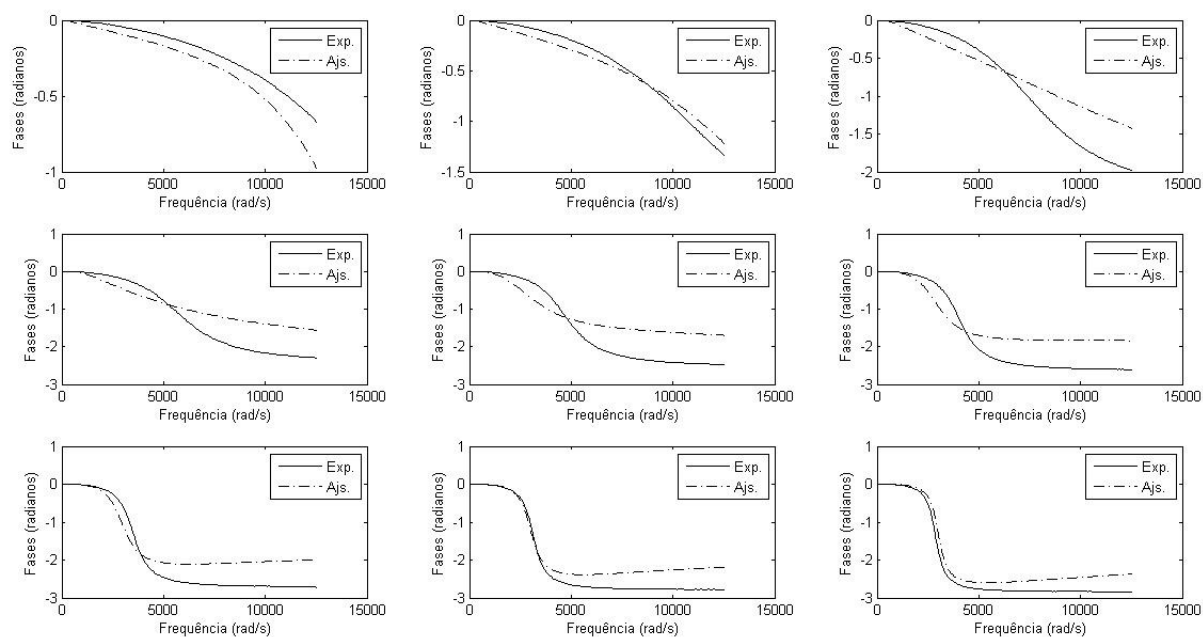 0
-0.5
-1
Fases (radianos)
0 5000 10000 15000
Frequência (rad/s)
Exp.
Ajs.
0
-0.5
-1
-1.5
Fases (radianos)
0 5000 10000 15000
Frequência (rad/s)
Exp.
Ajs.
0
-0.5
-1
-1.5
-2
Fases (radianos)
0 5000 10000 15000
Frequência (rad/s)
Exp.
Ajs.
1
0
-1
-2
-3
Fases (radianos)
0 5000 10000 15000
Frequência (rad/s)
Exp.
Ajs.
1
0
-1
-2
-3
Fases (radianos)
0 5000 10000 15000
Frequência (rad/s)
Exp.
Ajs.
1
0
-1
-2
-3
Fases (radianos)
0 5000 10000 15000
Frequência (rad/s)
Exp.
Ajs.
1
0
-1
-2
-3
Fases (radianos)
0 5000 10000 15000
Frequência (rad/s)
Exp.
Ajs.
1
0
-1
-2
-3
Fases (radianos)
0 5000 10000 15000
Frequência (rad/s)
Exp.
Ajs.
1
0
-1
-2
-3
Fases (radianos)
0 5000 10000 15000
Frequência (rad/s)
Exp.
Ajs.